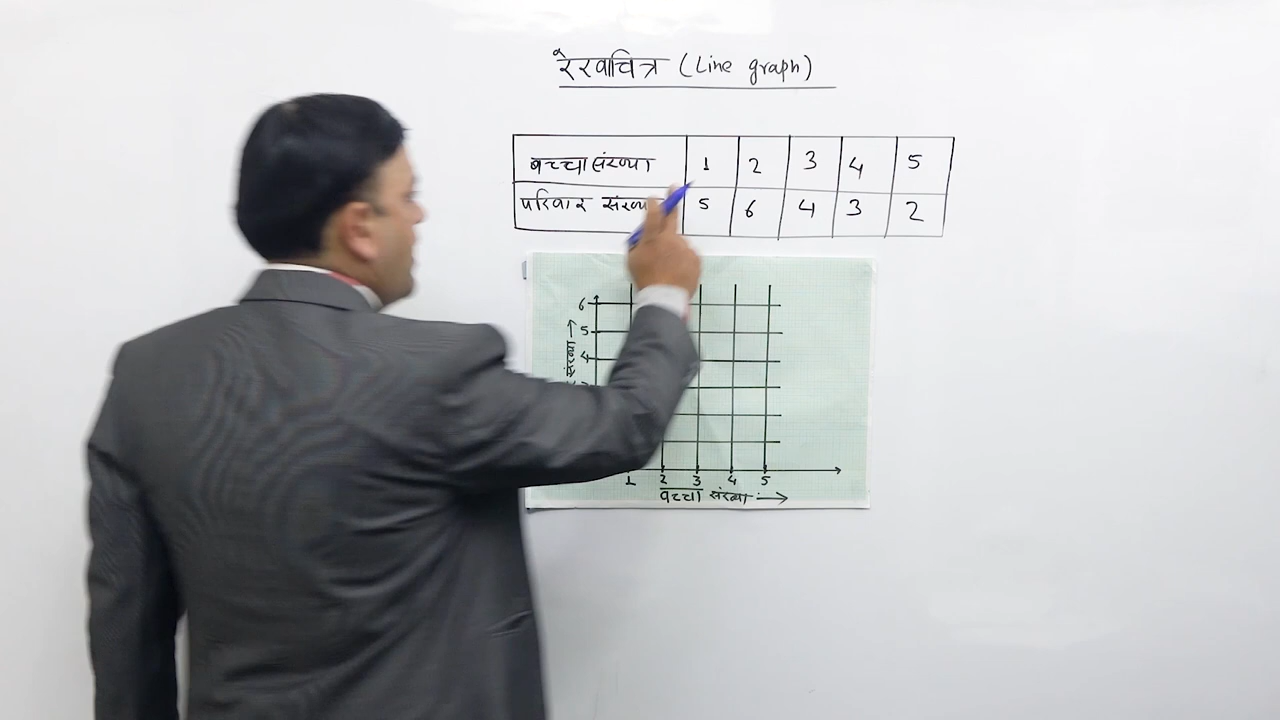 रेखाचित्र (Line graph)
बच्चा संख्या 1 2 3 4 5
परिवार 5 6 4 3 2
6
5
4
संख्या →
1 2 3 4 5
बच्चा संख्या →